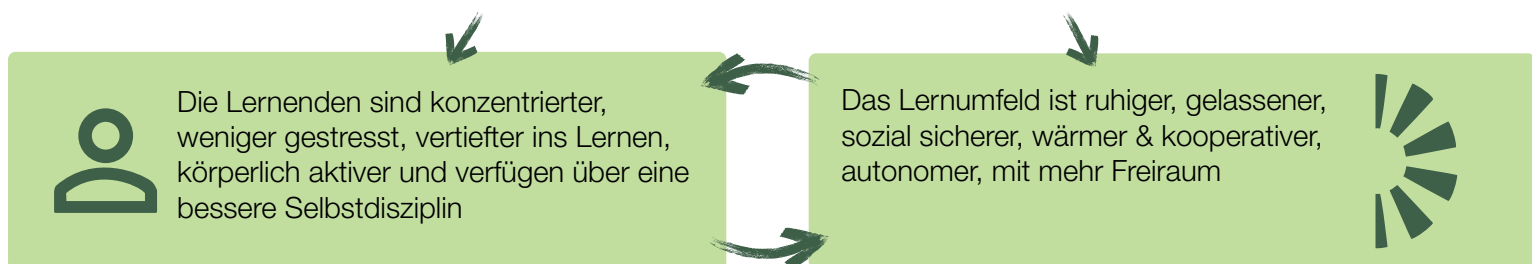 Die Lernenden sind konzentrierter,
weniger gestresst, vertiefter ins Lernen,
körperlich aktiver und verfügen über eine
bessere Selbstdisziplin
Das Lernumfeld ist ruhiger, gelassener,
sozial sicherer, wärmer & kooperativer,
autonomer, mit mehr Freiraum